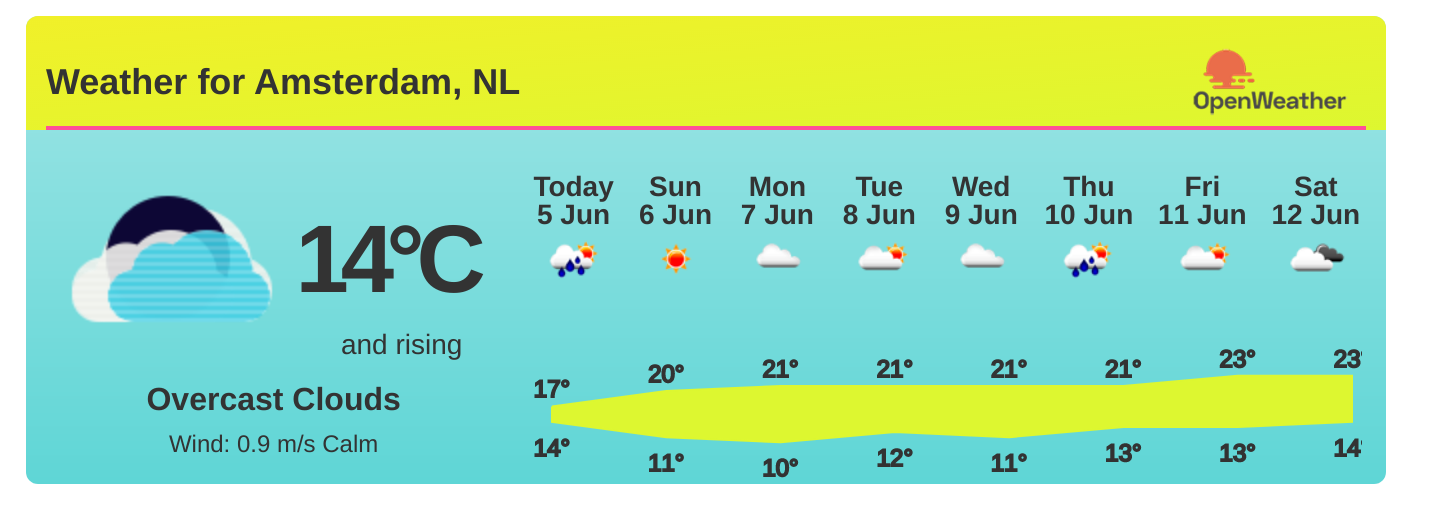 Weather for Amsterdam, NL
OpenWeather
Today Sun Mon Tue Wed Thu Fri Sat
5 Jun 6 Jun 7 Jun 8 Jun 9 Jun 10 Jun 11 Jun 12 Jun
14°C
and rising
Overcast Clouds
Wind: 0.9 m/s Calm
17° 20° 21° 21° 21° 21° 23° 23°
14° 11° 10° 12° 11° 13° 13° 14°